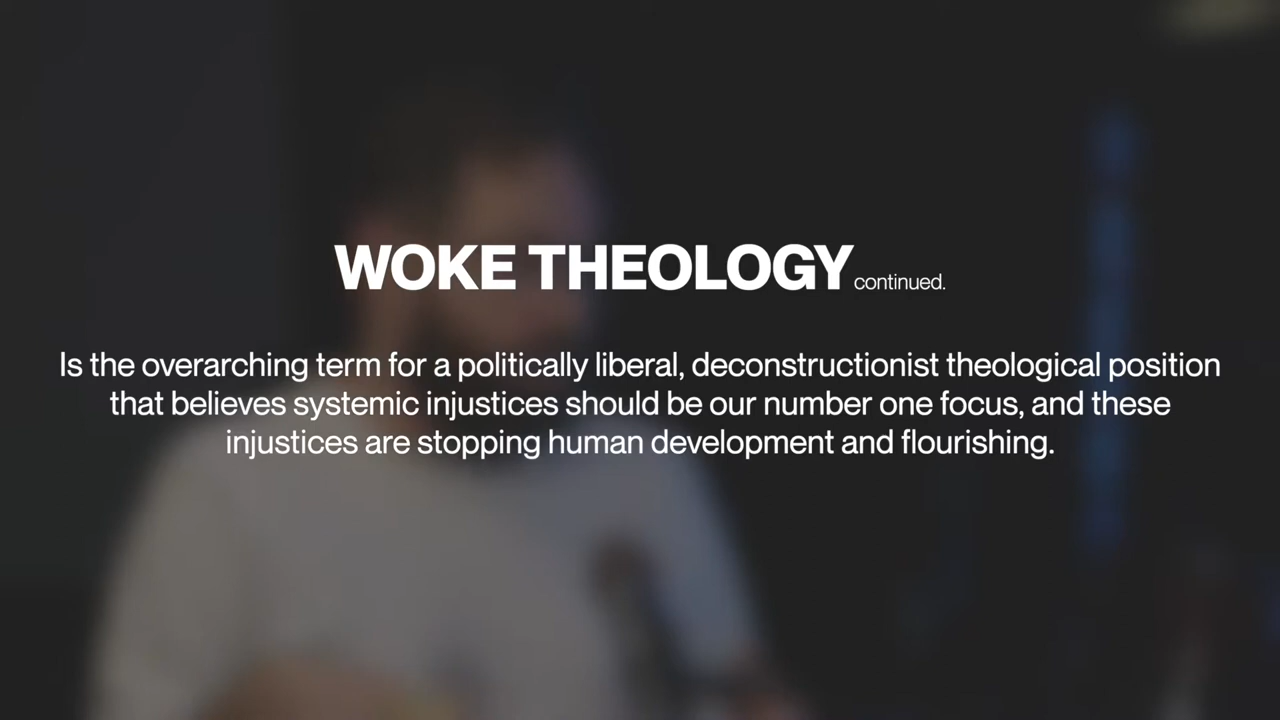 WOKE THEOLOGY continued.
Is the overarching term for a politically liberal, deconstructionist theological position
that believes systemic injustices should be our number one focus, and these
injustices are stopping human development and flourishing.